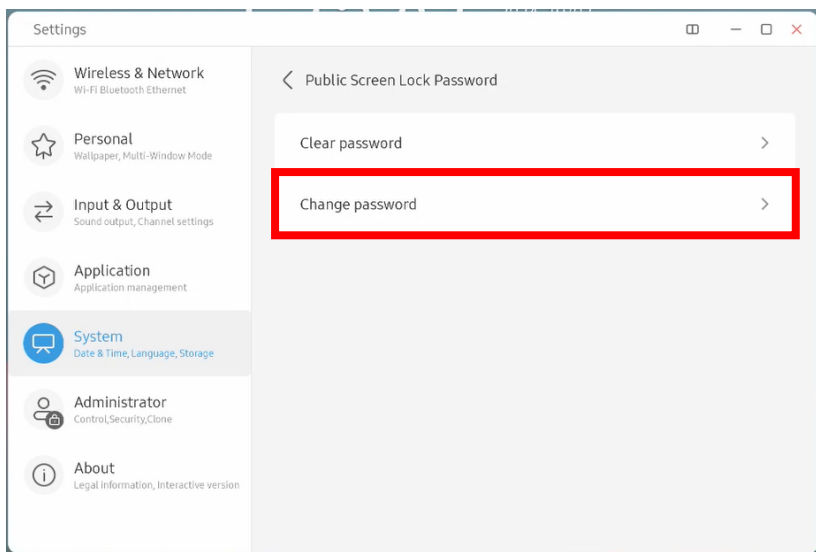 Settings
Wireless & Network
Wi-Fi Bluetooth Ethernet
Personal
Wallpaper, Multi-Window Mode
Input & Output
Sound output, Channel settings
Application
Application management
System
Date & Time, Language, Storage
Administrator
Control,Security,Clone
About
Legal information, Interactive version
Public Screen Lock Password
Clear password
Change password